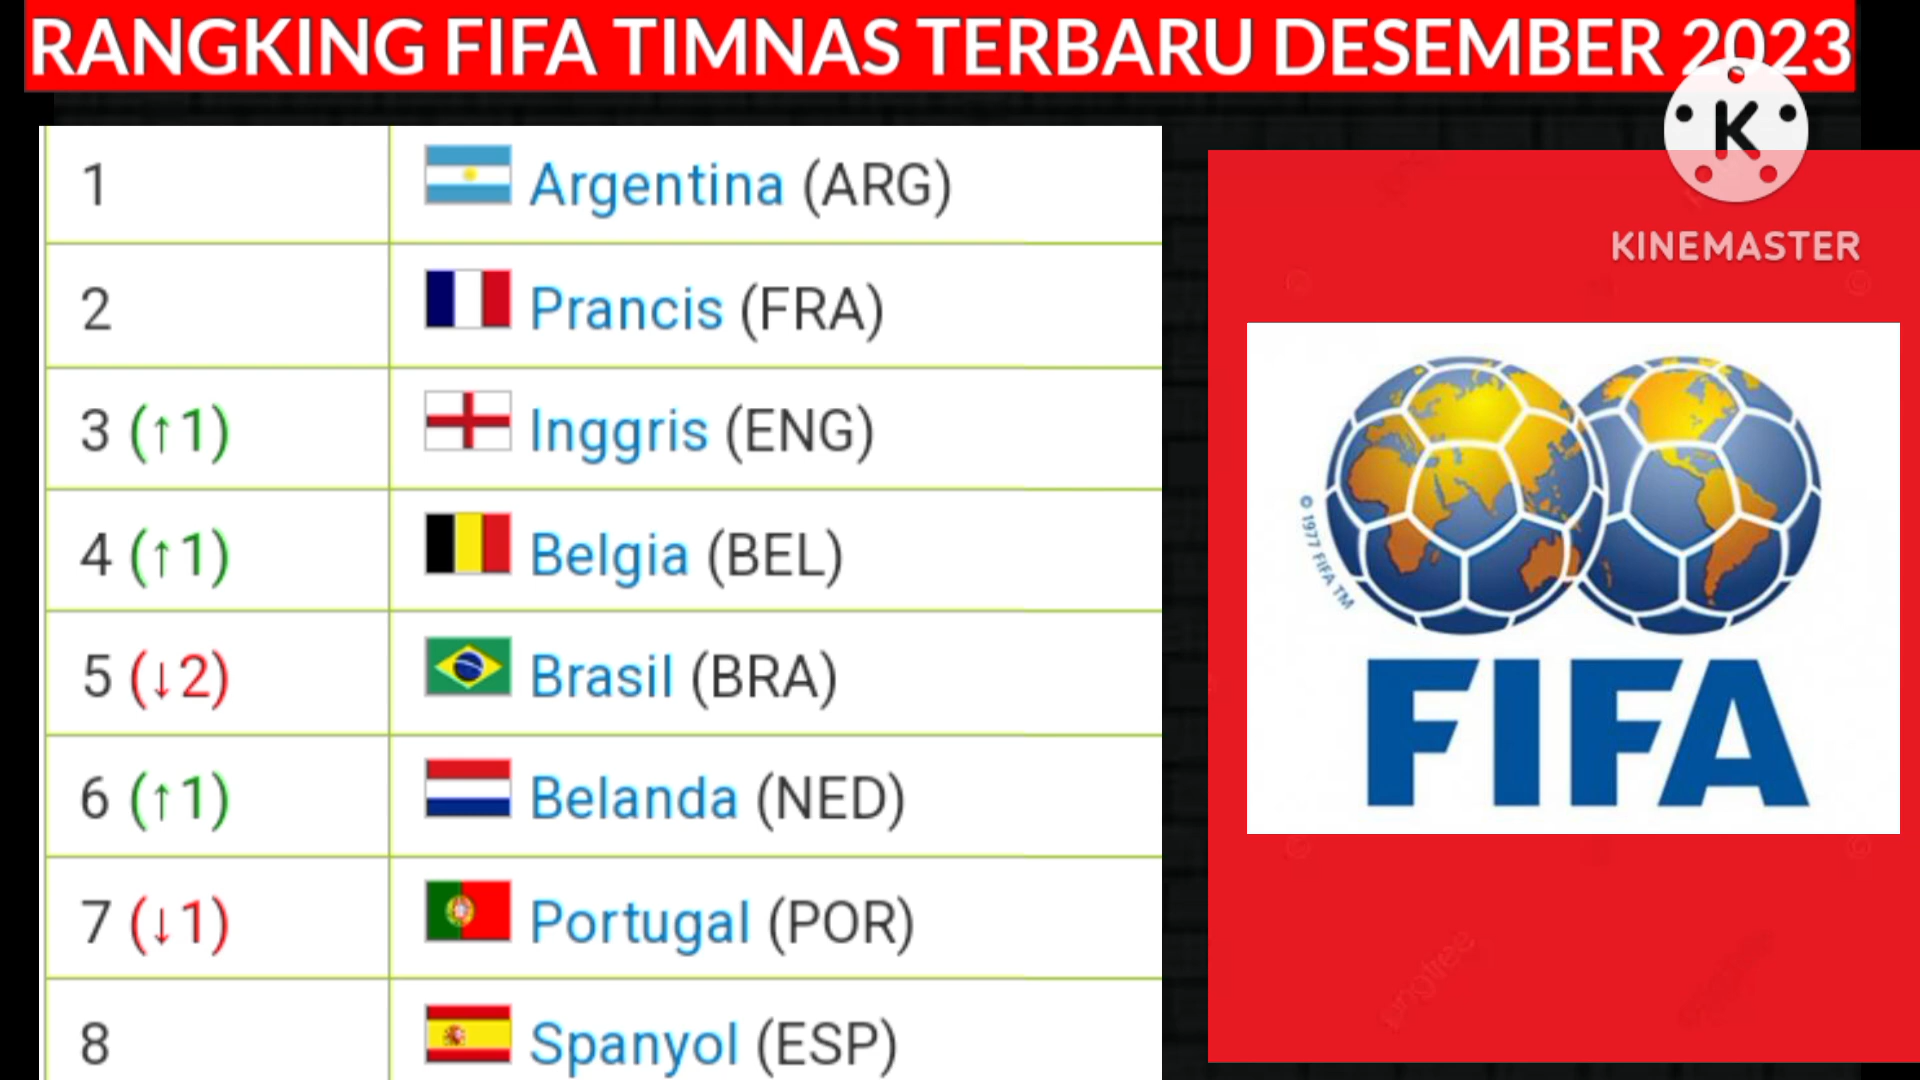 RANGKING FIFA TIMNAS TERBARU DESEMBER 2023
K
KINEMASTER
1 Argentina (ARG)
2 Prancis (FRA)
3 (↑1) Inggris (ENG)
4 (↑1) Belgia (BEL)
5 (↓2) Brasil (BRA)
6 (↑1) Belanda (NED)
7 (↓1) Portugal (POR)
8 Spanyol (ESP)
© 1977 FIFA TM
FIFA